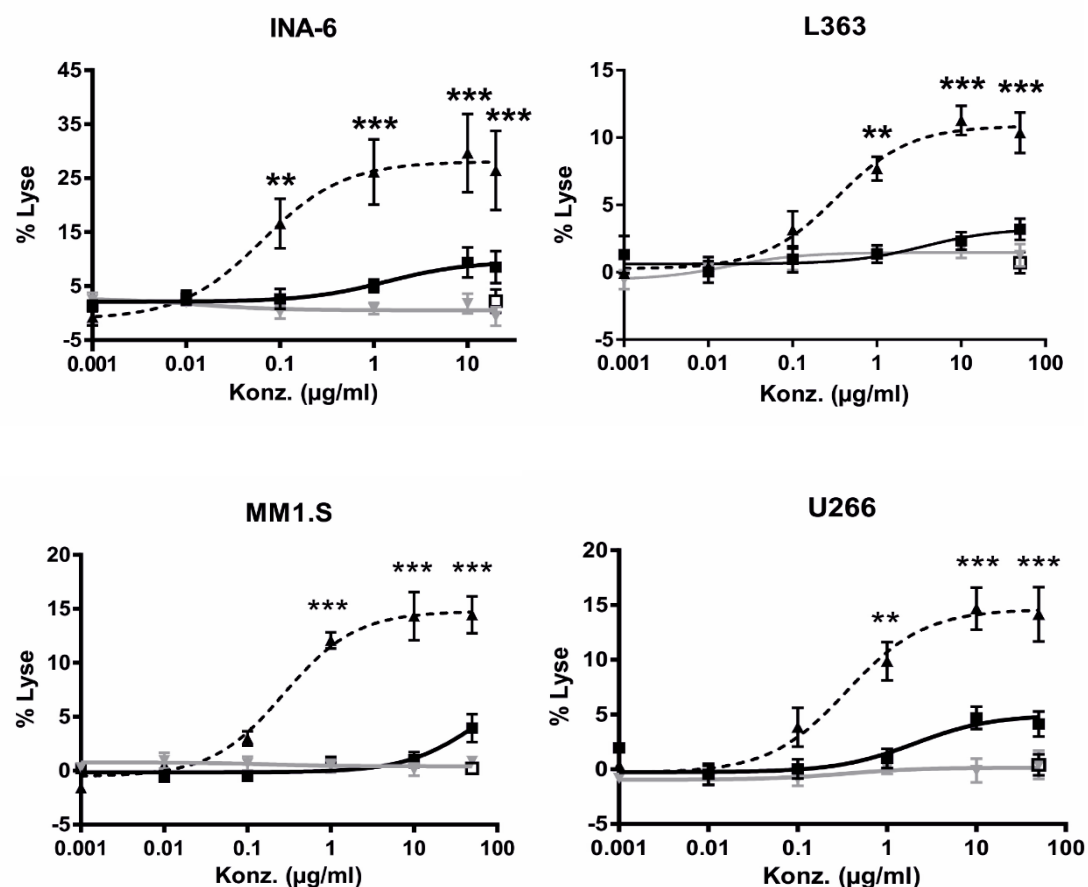 INA-6
% Lyse
45
35
25
15
5
-5
** *** *** ***
0.001 0.01 0.1 1 10
Konz. (µg/ml)
L363
% Lyse
15
10
5
0
-5
** *** ***
0.001 0.01 0.1 1 10 100
Konz. (µg/ml)
MM1.S
% Lyse
20
15
10
5
0
-5
*** *** ***
0.001 0.01 0.1 1 10 100
Konz. (µg/ml)
U266
% Lyse
20
15
10
5
0
-5
** *** ***
0.001 0.01 0.1 1 10 100
Konz. (µg/ml)